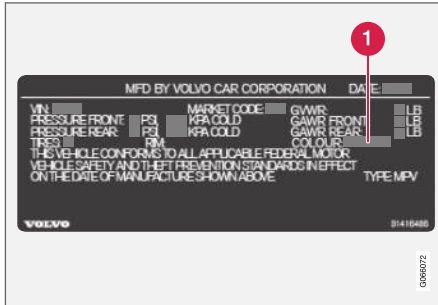 1
MFD BY VOLVO CAR CORPORATION DATE:
VIN: MARKET CODE: GVWR: LB
PRESSURE FRONT: PSI, KPA COLD GAWR FRONT: LB
PRESSURE REAR: PSI, KPA COLD GAWR REAR: LB
TIRES: RIM: COLOUR:
THIS VEHICLE CONFORMS TO ALL APPLICABLE FEDERAL MOTOR
VEHICLE SAFETY AND THEFT PREVENTION STANDARDS IN EFFECT
ON THE DATE OF MANUFACTURE SHOWN ABOVE. TYPE: MPV
VOLVO 31416486
G066072